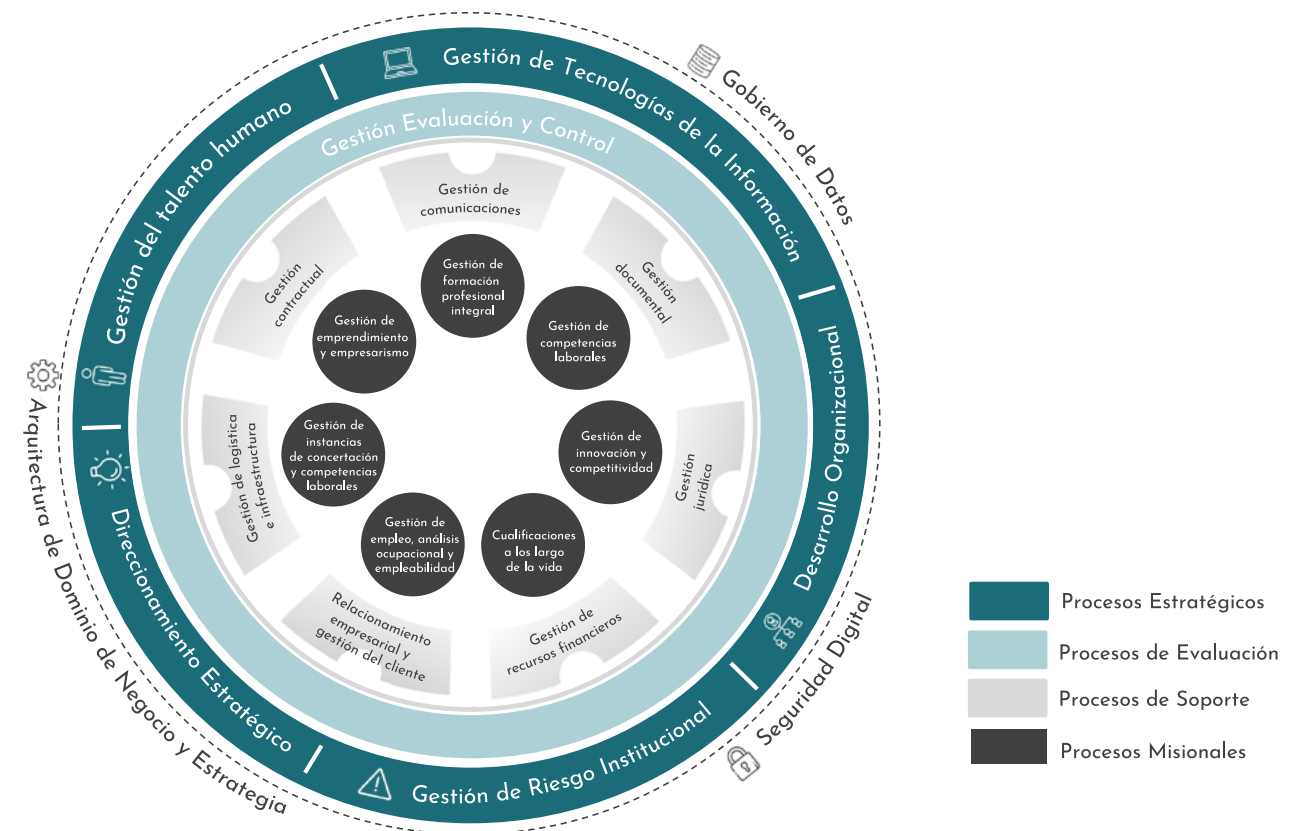 Gestión de Tecnologías de la Información
Gobierno de Datos
Gestión del talento humano
Gestión Evaluación y Control
Gestión de
comunicaciones
Gestión
contractual
Gestión
documental
Gestión de
formación
profesional
integral
Gestión de
emprendimiento
y empresarismo
Gestión de
competencias
laborales
Desarrollo Organizacional
Arquitectura de Dominio de Negocio y Estrategia
Gestión de logística
e infraestructura
Gestión de
instancias
de concertación
y competencias
laborales
Gestión de
innovación y
competitividad
Gestión
jurídica
Gestión de
empleo, análisis
ocupacional y
empleabilidad
Cualificaciones
a los largo
de la vida
Direccionamiento Estratégico
Relacionamiento
empresarial y
gestión del cliente
Gestión de
recursos financieros
Seguridad Digital
Gestión de Riesgo Institucional
Procesos Estratégicos
Procesos de Evaluación
Procesos de Soporte
Procesos Misionales